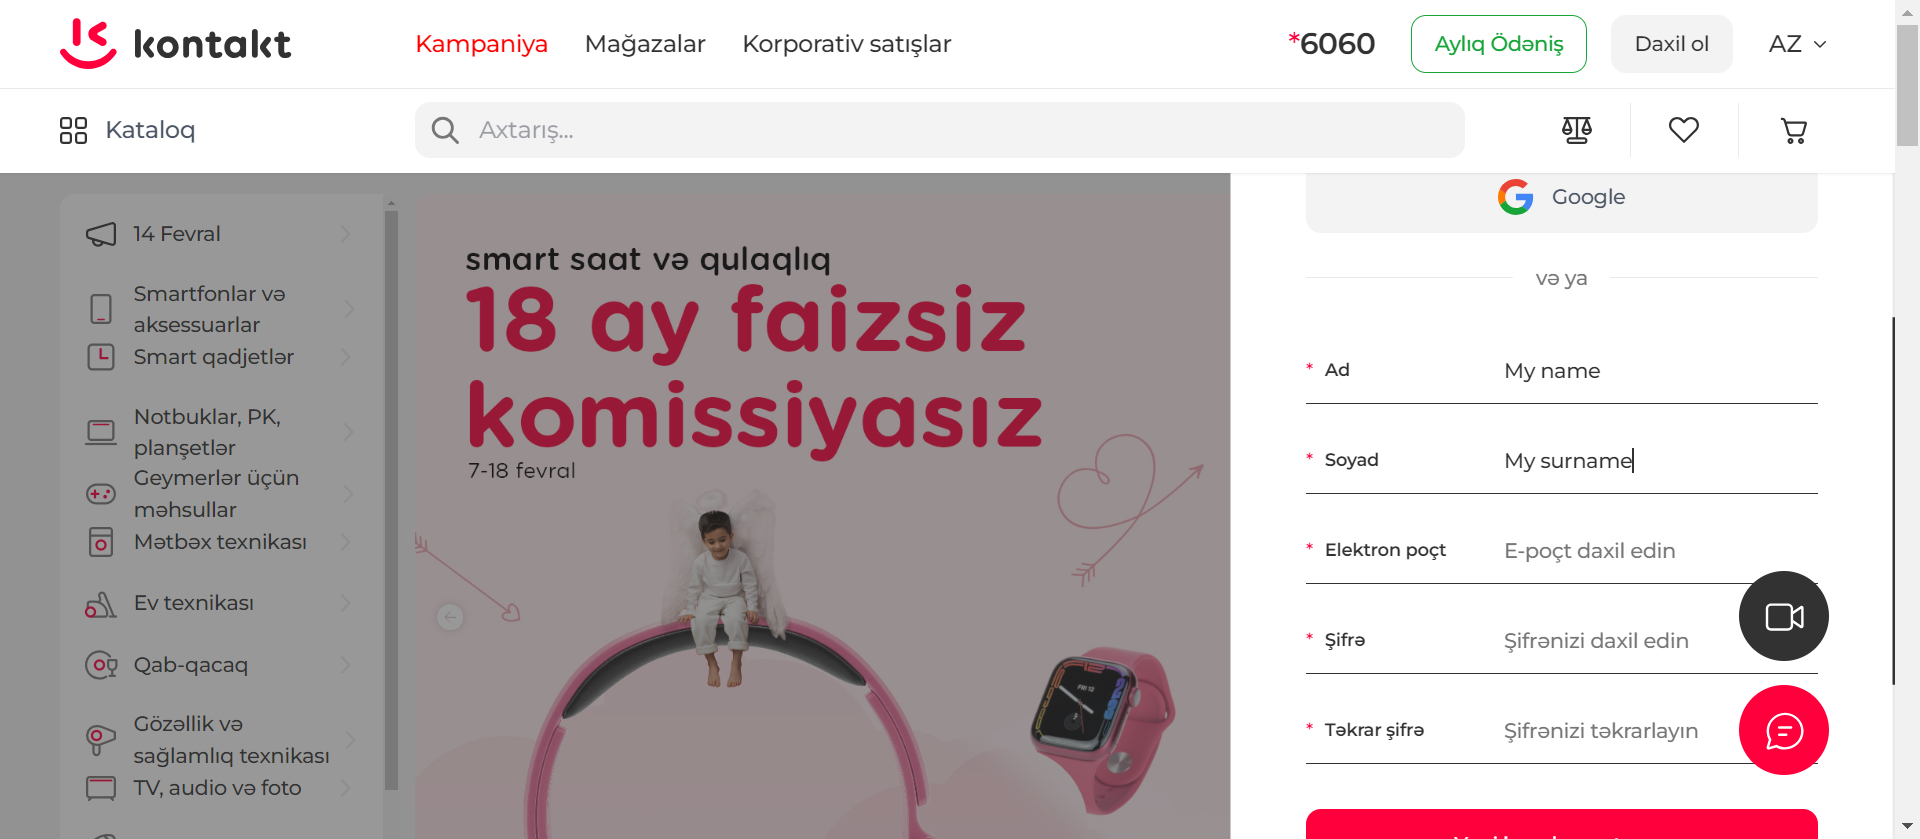 kontakt
Kampaniya
Mağazalar
Korporativ satışlar
*6060
Aylıq Ödəniş
Daxil ol
AZ
Kataloq
Axtarış...
14 Fevral
Smartfonlar və
aksessuarlar
Smart qadjetlər
Notbuklar, PK,
planşetlər
Geymerlər üçün
məhsullar
Mətbəx texnikası
Ev texnikası
Qab-qacaq
Gözəllik və
sağlamlıq texnikası
TV, audio və foto
smart saat və qulaqlıq
18 ay faizsiz
komissiyasız
7-18 fevral
FRI 12
Google
və ya
* Ad
My name
* Soyad
My surname
* Elektron poçt
E-poçt daxil edin
* Şifrə
Şifrənizi daxil edin
* Təkrar şifrə
Şifrənizi təkrarlayın